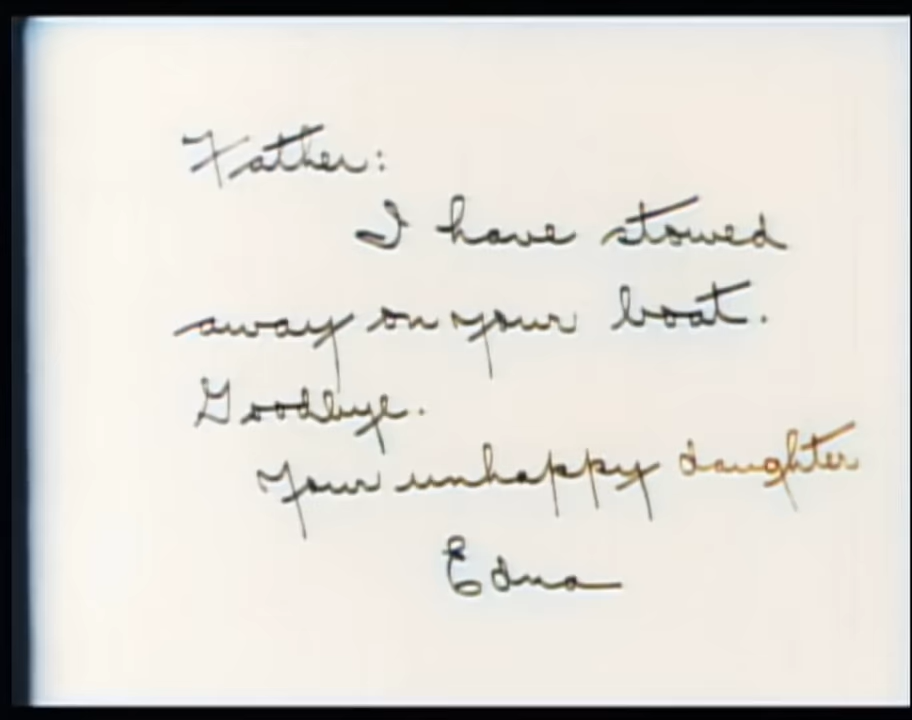 Father:
I have stowed
away on your boat.
Goodbye.
Your unhappy daughter
Edna